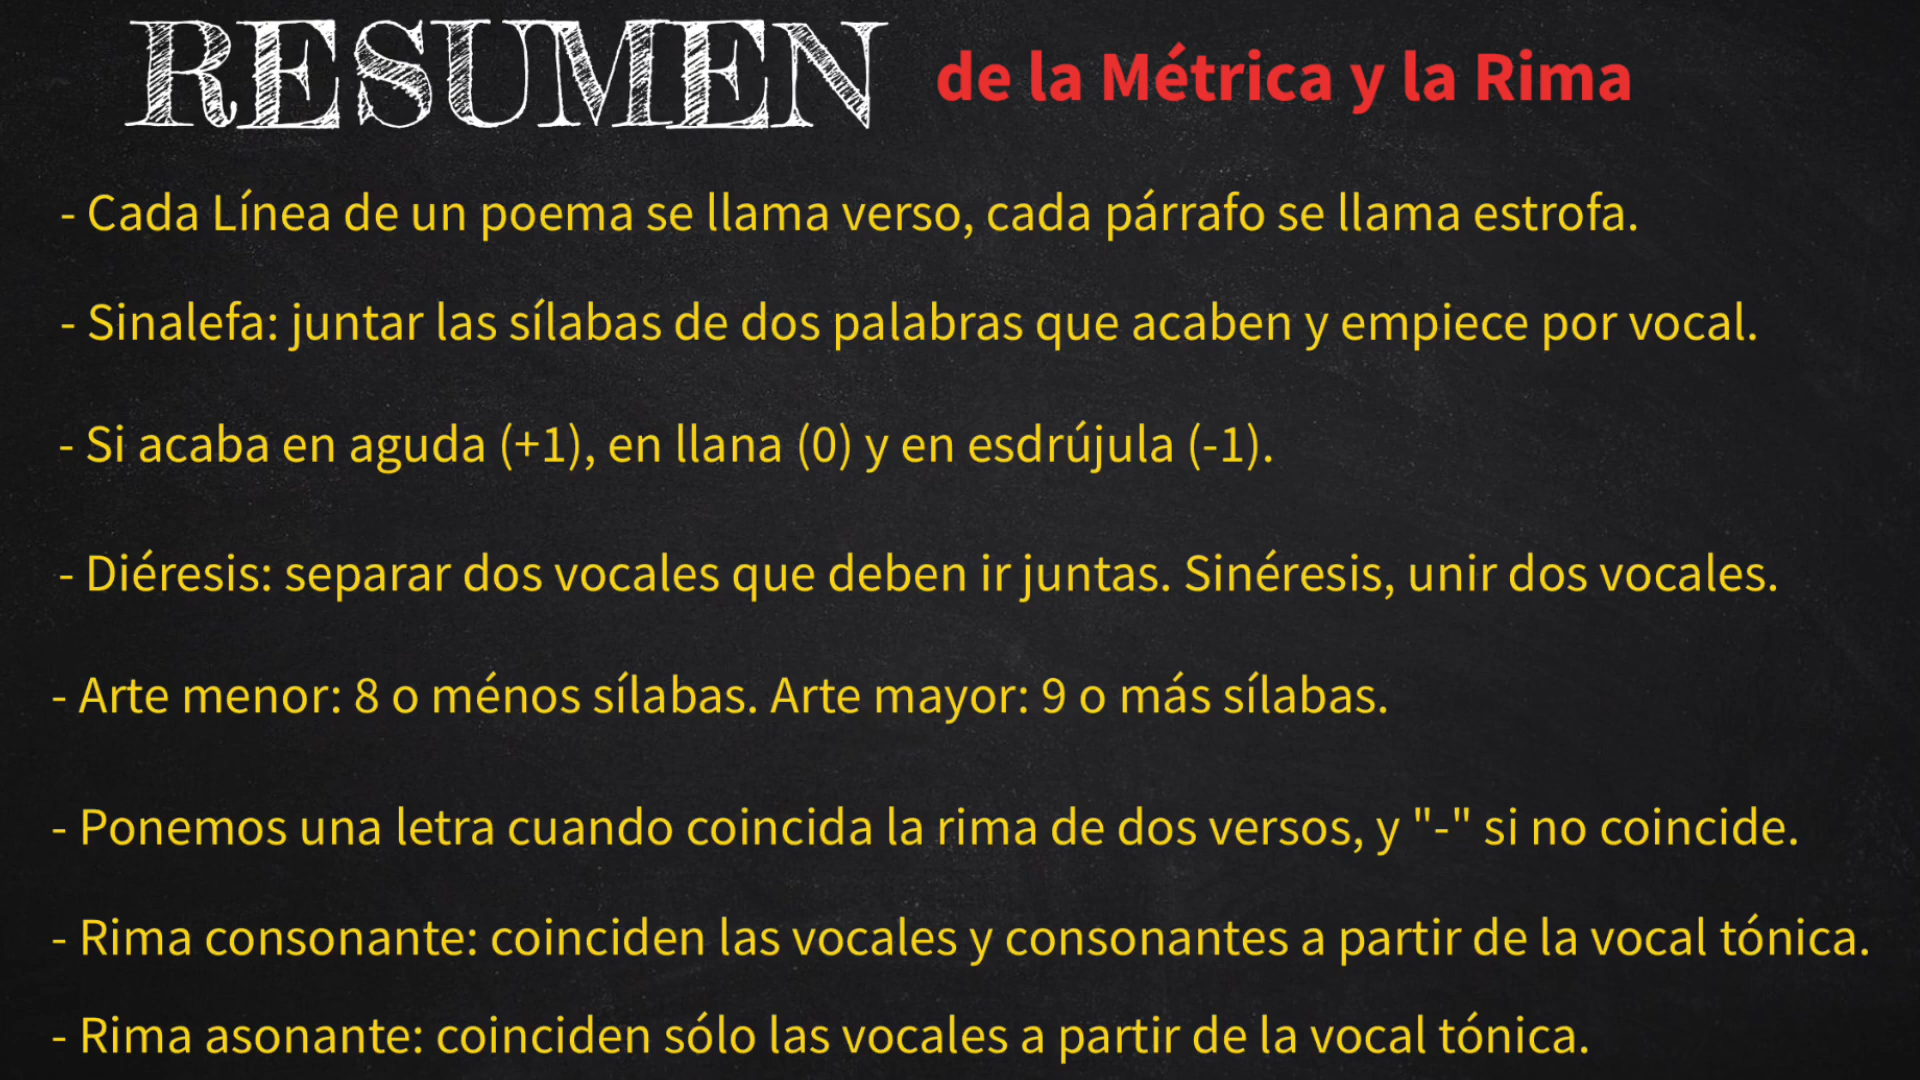 RESUMEN de la Métrica y la Rima
- Cada Línea de un poema se llama verso, cada párrafo se llama estrofa.
- Sinalefa: juntar las sílabas de dos palabras que acaben y empiece por vocal.
- Si acaba en aguda (+1), en llana (0) y en esdrújula (-1).
- Diéresis: separar dos vocales que deben ir juntas. Sinéresis, unir dos vocales.
- Arte menor: 8 o ménos sílabas. Arte mayor: 9 o más sílabas.
- Ponemos una letra cuando coincida la rima de dos versos, y "-" si no coincide.
- Rima consonante: coinciden las vocales y consonantes a partir de la vocal tónica.
- Rima asonante: coinciden sólo las vocales a partir de la vocal tónica.